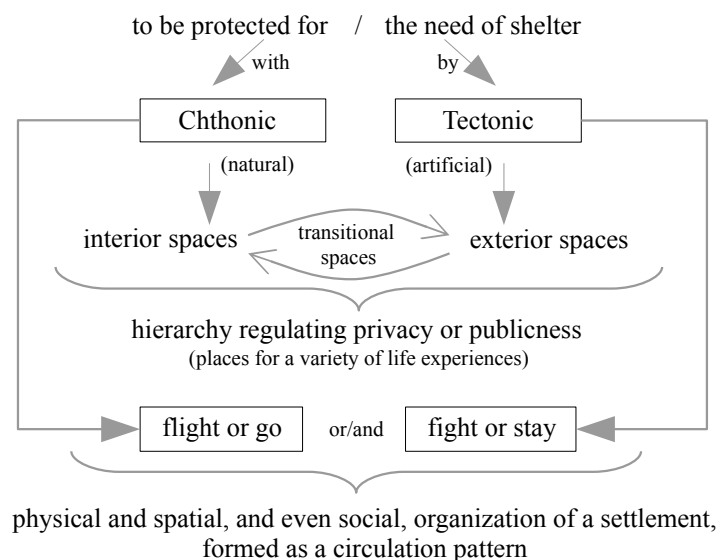 to be protected for / the need of shelter
with by
Chthonic Tectonic
(natural) (artificial)
interior spaces transitional spaces exterior spaces
hierarchy regulating privacy or publicness
(places for a variety of life experiences)
flight or go or/and fight or stay
physical and spatial, and even social, organization of a settlement,
formed as a circulation pattern